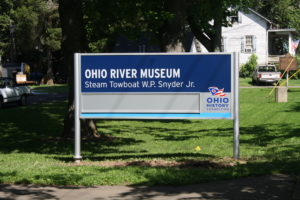 OHIO RIVER MUSEUM
Steam Towboat W.P. Snyder Jr.
OHIO
HISTORY
CONNECTION